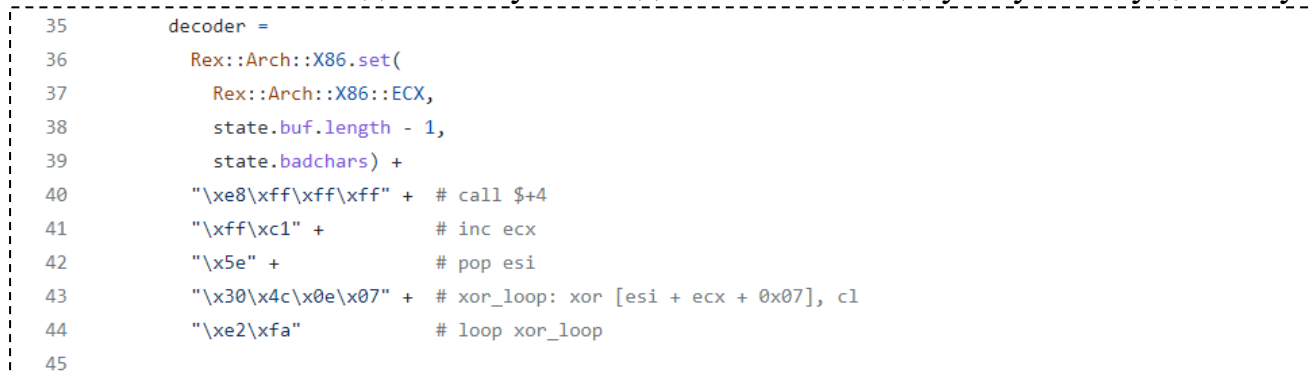 35 decoder =
36 Rex::Arch::X86.set(
37 Rex::Arch::X86::ECX,
38 state.buf.length - 1,
39 state.badchars) +
40 "\xe8\xff\xff\xff" + # call $+4
41 "\xff\xc1" + # inc ecx
42 "\x5e" + # pop esi
43 "\x30\x4c\x0e\x07" + # xor_loop: xor [esi + ecx + 0x07], cl
44 "\xe2\xfa" # loop xor_loop
45